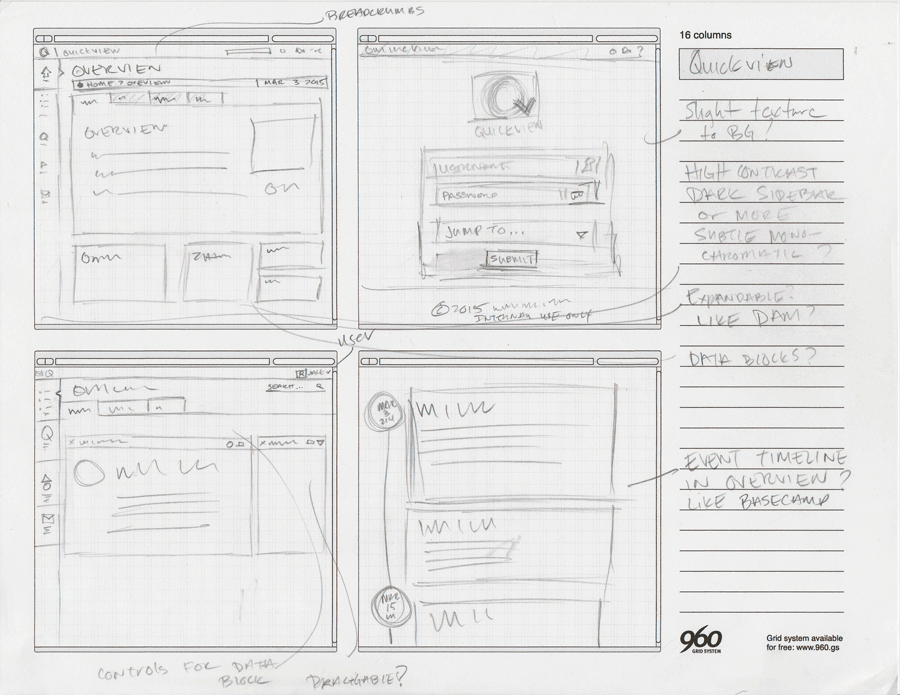 BREADCRUMBS
QUICKVIEW
?
OVERVIEW
HOME > OVERVIEW
MAR 3 2015
OVERVIEW
?
QUICKVIEW
USERNAME
PASSWORD
JUMP TO...
SUBMIT
©2015
INTERNAL USE ONLY
16 columns
QUICKVIEW
Slight texture
to BG!
HIGH CONTRAST
DARK SIDEBAR
OR MORE
SUBTLE MONO-
CHROMATIC?
EXPANDABLE?
LIKE DAM?
DATA BLOCKS?
EVENT TIMELINE
IN OVERVIEW?
LIKE BASECAMP
USER
SEARCH...
MAR
3
MAR
15
CONTROLS FOR DATA
BLOCK
DRAGGABLE?
960
GRID SYSTEM
Grid system available
for free: www.960.gs